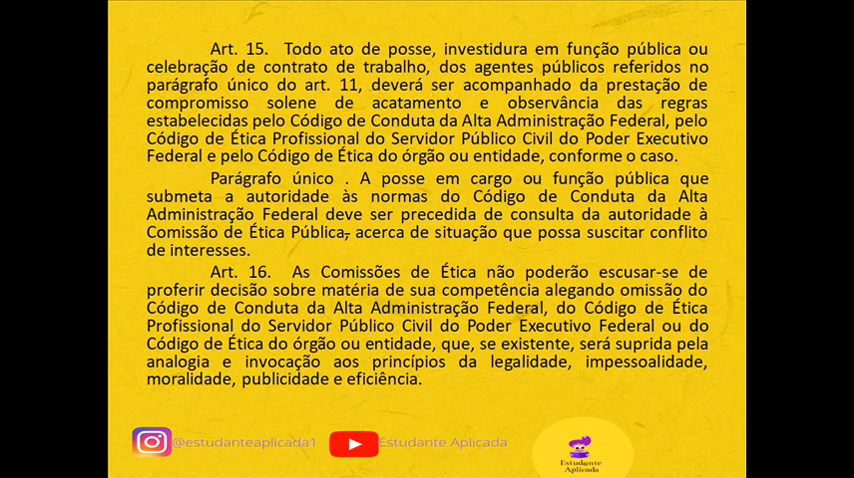 Art. 15. Todo ato de posse, investidura em função pública ou
celebração de contrato de trabalho, dos agentes públicos referidos no
parágrafo único do art. 11, deverá ser acompanhado da prestação de
compromisso solene de acatamento e observância das regras
estabelecidas pelo Código de Conduta da Alta Administração Federal, pelo
Código de Ética Profissional do Servidor Público Civil do Poder Executivo
Federal e pelo Código de Ética do órgão ou entidade, conforme o caso.
Parágrafo único . A posse em cargo ou função pública que
submeta a autoridade às normas do Código de Conduta da Alta
Administração Federal deve ser precedida de consulta da autoridade à
Comissão de Ética Pública, acerca de situação que possa suscitar conflito
de interesses.
Art. 16. As Comissões de Ética não poderão escusar-se de
proferir decisão sobre matéria de sua competência alegando omissão do
Código de Conduta da Alta Administração Federal, do Código de Ética
Profissional do Servidor Público Civil do Poder Executivo Federal ou do
Código de Ética do órgão ou entidade, que, se existente, será suprida pela
analogia e invocação aos princípios da legalidade, impessoalidade,
moralidade, publicidade e eficiência.
@estudanteaplicada1 Estudante Aplicada
Estudante
Aplicada